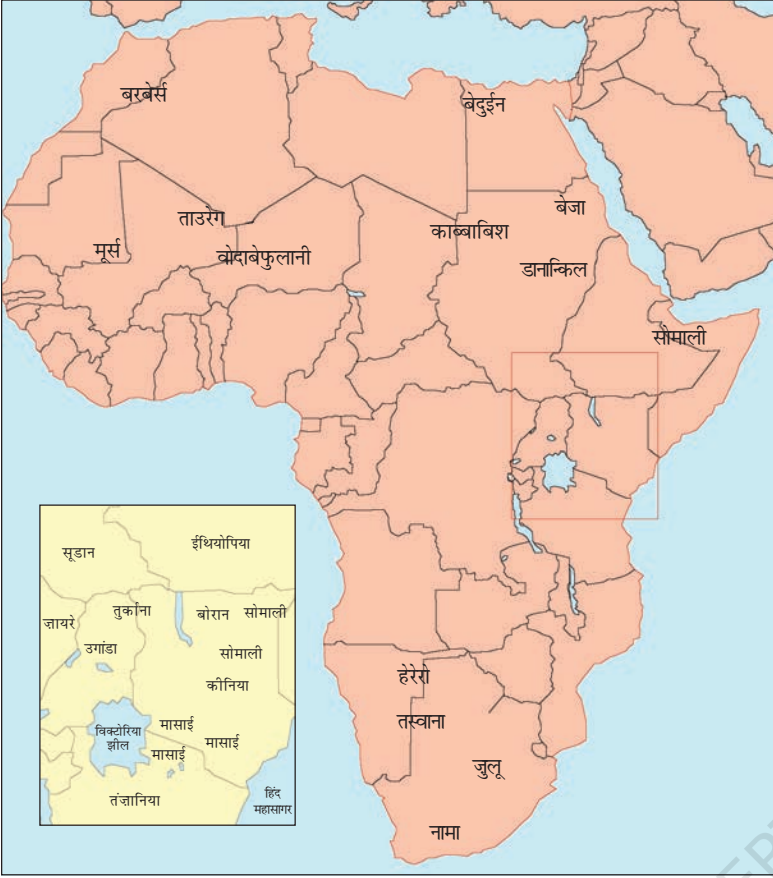 बरबेर्स
बेदुईन
बेजा
ताउरेग
काब्बाबिश
मूर्स
वोदाबेफुलानी
डानान्किल
सोमाली
सूडान
ईथियोपिया
तुर्काना
बोरान
सोमाली
ज़ायरे
उगांडा
सोमाली
कीनिया
विक्टोरिया
झील
मासाई
मासाई
मासाई
तंज़ानिया
हिंद
महासागर
हेरेरो
तस्वाना
जुलू
नामा